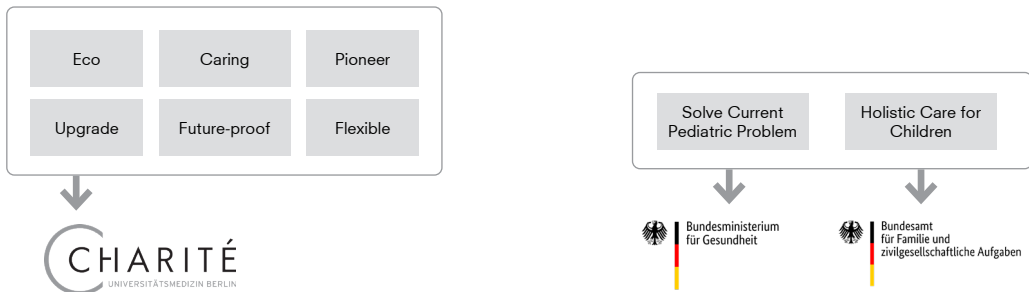 Eco
Caring
Pioneer
Upgrade
Future-proof
Flexible
CHARITÉ
UNIVERSITÄTSMEDIZIN BERLIN
Solve Current
Pediatric Problem
Holistic Care for
Children
Bundesministerium
für Gesundheit
Bundesamt
für Familie und
zivilgesellschaftliche Aufgaben